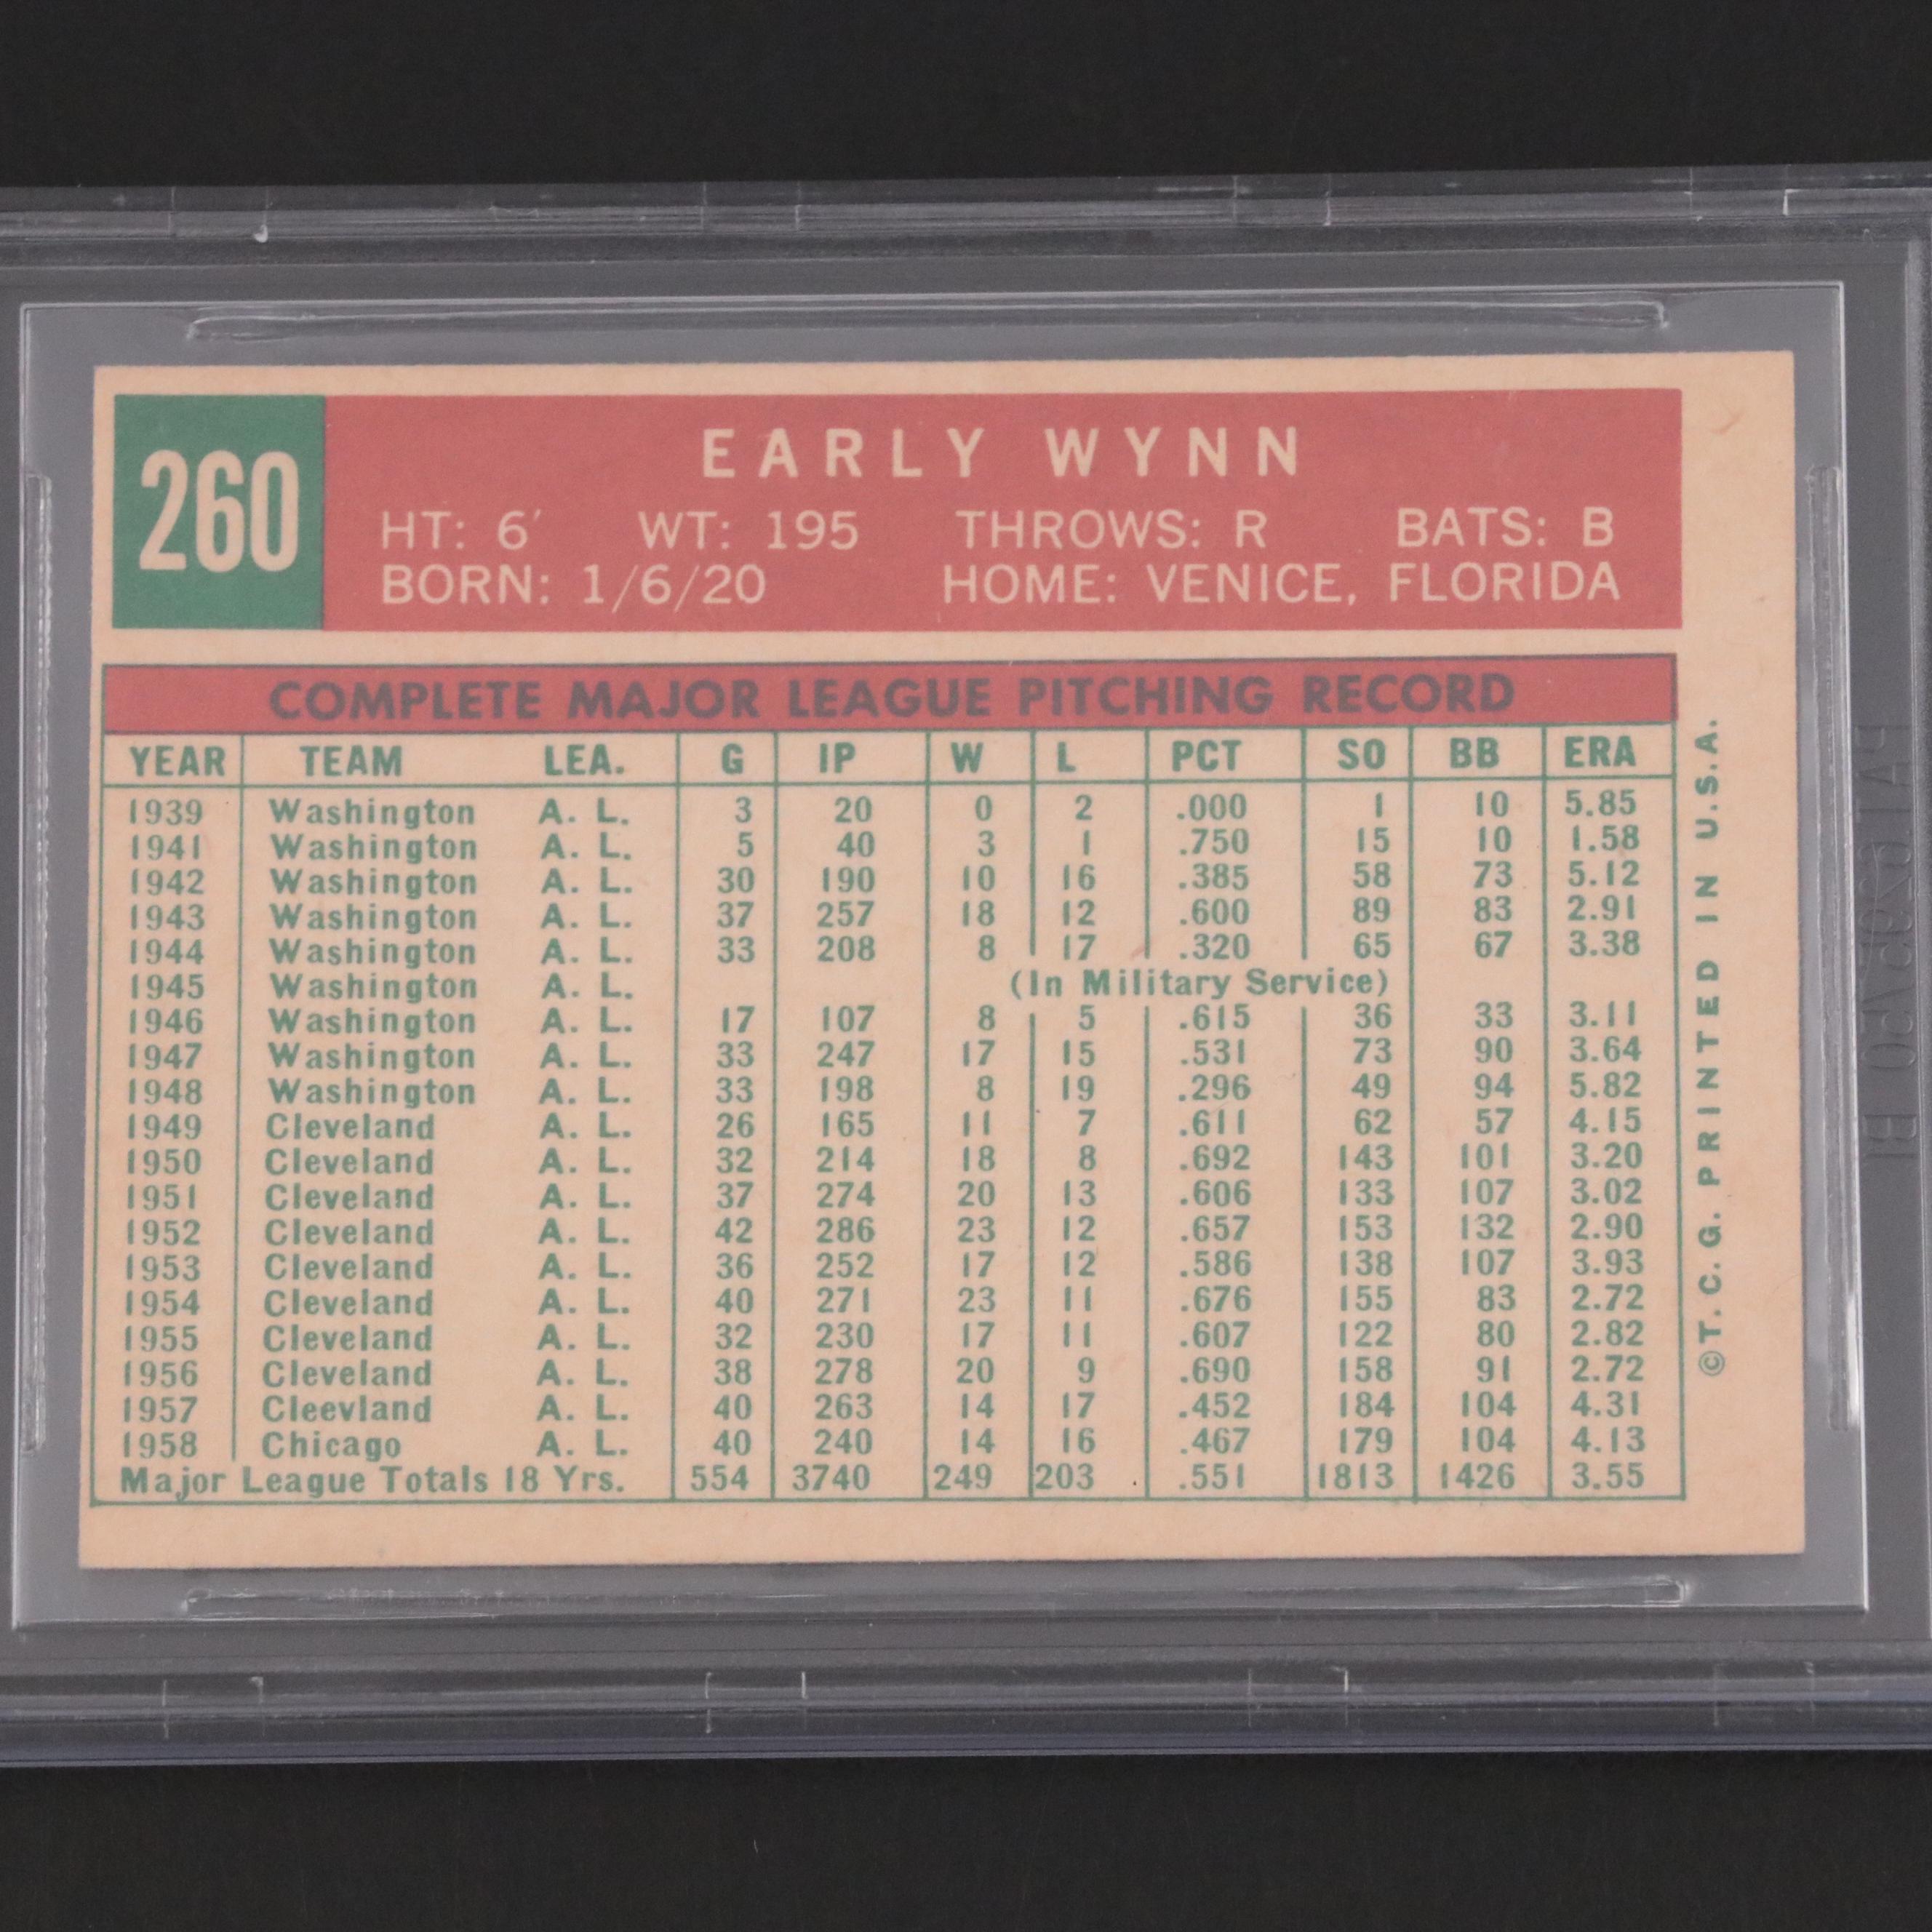 260
EARLY WYNN
HT: 6' WT: 195 THROWS: R BATS: B
BORN: 1/6/20 HOME: VENICE, FLORIDA
COMPLETE MAJOR LEAGUE PITCHING RECORD
YEAR TEAM LEA. G IP W L PCT SO BB ERA
1939 Washington A. L. 3 20 0 2 .000 1 10 5.85
1941 Washington A. L. 5 40 3 1 .750 15 10 1.58
1942 Washington A. L. 30 190 10 16 .385 58 73 5.12
1943 Washington A. L. 37 257 18 12 .600 89 83 2.91
1944 Washington A. L. 33 208 8 17 .320 65 67 3.38
1945 Washington A. L. (In Military Service)
1946 Washington A. L. 17 107 8 5 .615 36 33 3.11
1947 Washington A. L. 33 247 17 15 .531 73 90 3.64
1948 Washington A. L. 33 198 8 19 .296 49 94 5.82
1949 Cleveland A. L. 26 165 11 7 .611 62 57 4.15
1950 Cleveland A. L. 32 214 18 8 .692 143 101 3.20
1951 Cleveland A. L. 37 274 20 13 .606 133 107 3.02
1952 Cleveland A. L. 42 286 23 12 .657 153 132 2.90
1953 Cleveland A. L. 36 252 17 12 .586 138 107 3.93
1954 Cleveland A. L. 40 271 23 11 .676 155 83 2.72
1955 Cleveland A. L. 32 230 17 11 .607 122 80 2.82
1956 Cleveland A. L. 38 278 20 9 .690 158 91 2.72
1957 Cleevland A. L. 40 263 14 17 .452 184 104 4.31
1958 Chicago A. L. 40 240 14 16 .467 179 104 4.13
Major League Totals 18 Yrs. 554 3740 249 203 .551 1813 1426 3.55
©T. C. G. PRINTED IN U.S.A.